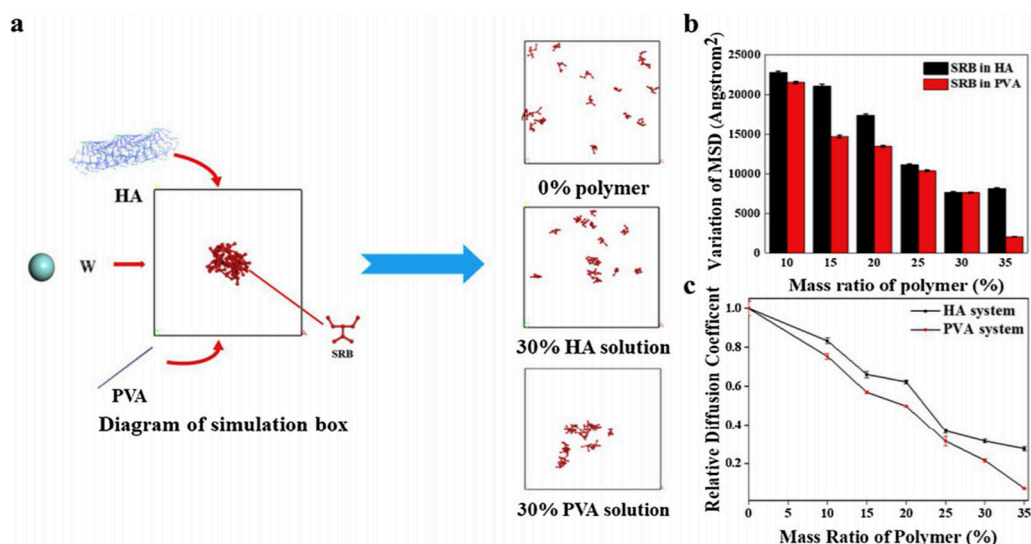 a
HA
W
SRB
PVA
Diagram of simulation box
0% polymer
30% HA solution
30% PVA solution
b
Variation of MSD (Angstrom²)
25000
20000
15000
10000
5000
0
SRB in HA
SRB in PVA
10 15 20 25 30 35
Mass ratio of polymer (%)
c
Relative Diffusion Coefficent
1.0
0.8
0.6
0.4
0.2
HA system
PVA system
0 5 10 15 20 25 30 35
Mass Ratio of Polymer (%)